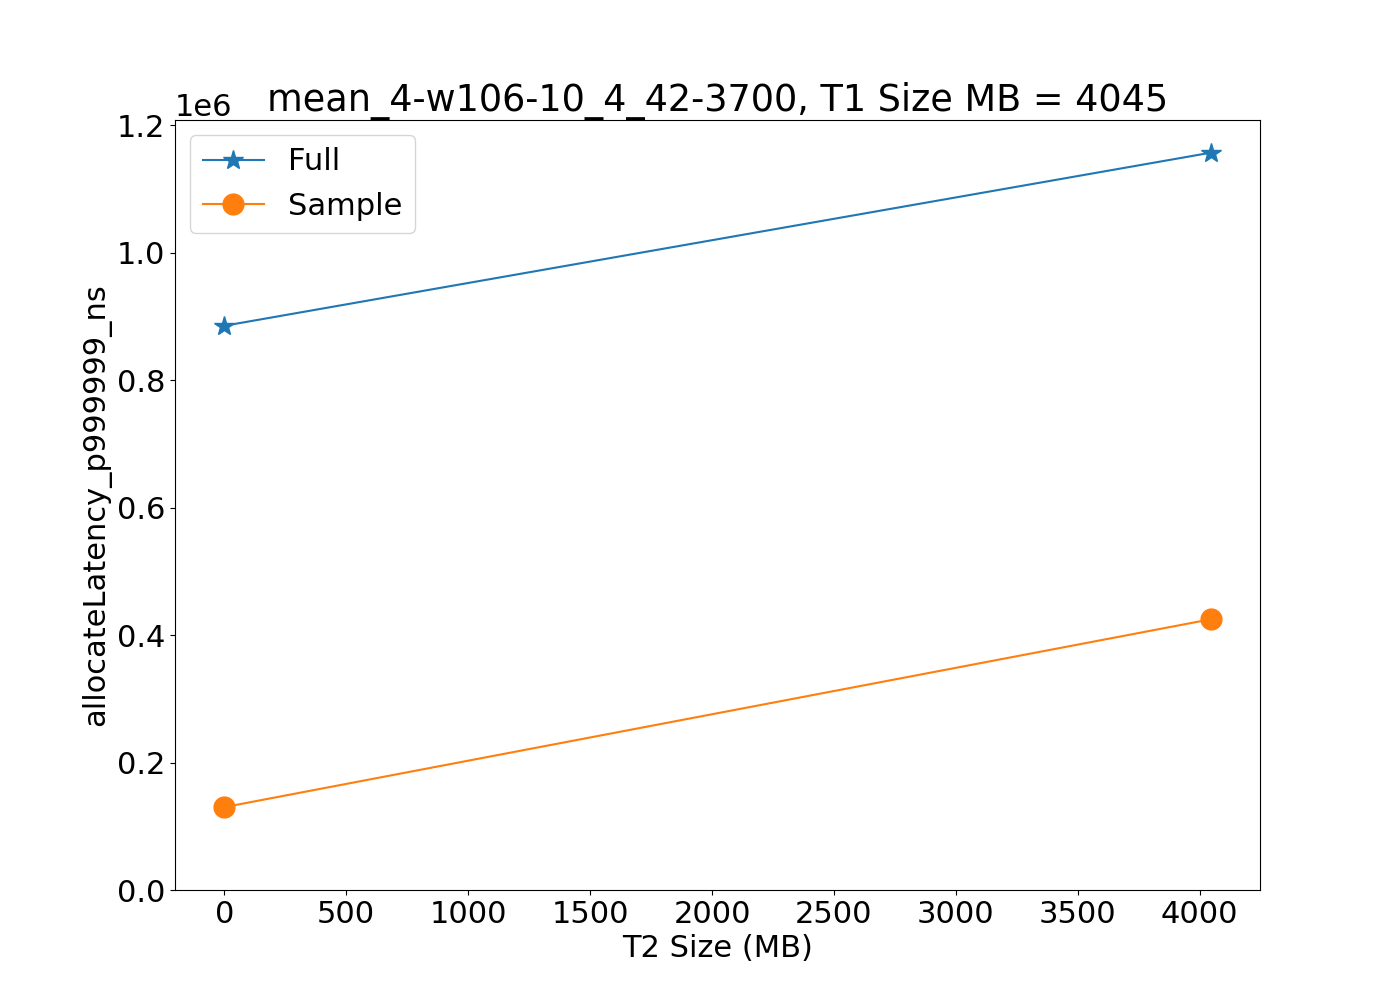 1e6
mean_4-w106-10_4_42-3700, T1 Size MB = 4045
Full
Sample
allocateLatency_p999999_ns
1.2
1.0
0.8
0.6
0.4
0.2
0.0
0 500 1000 1500 2000 2500 3000 3500 4000
T2 Size (MB)